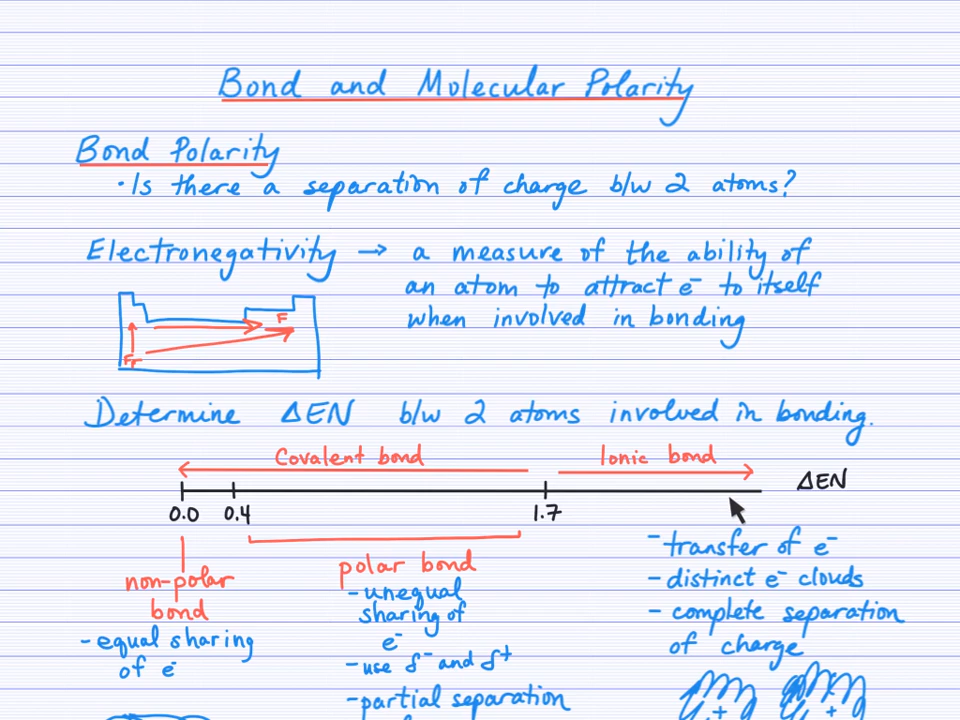 Bond and Molecular Polarity
Bond Polarity
· Is there a separation of charge b/w 2 atoms?
Electronegativity → a measure of the ability of
an atom to attract e⁻ to itself
when involved in bonding
F
Fr
Determine ΔEN b/w 2 atoms involved in bonding.
Covalent bond
Ionic bond
ΔEN
0.0 0.4 1.7
non-polar
bond
- equal sharing
of e⁻
polar bond
- unequal
sharing of
e⁻
- use δ⁻ and δ⁺
- partial separation
- transfer of e⁻
- distinct e⁻ clouds
- complete separation
of charge
+ -